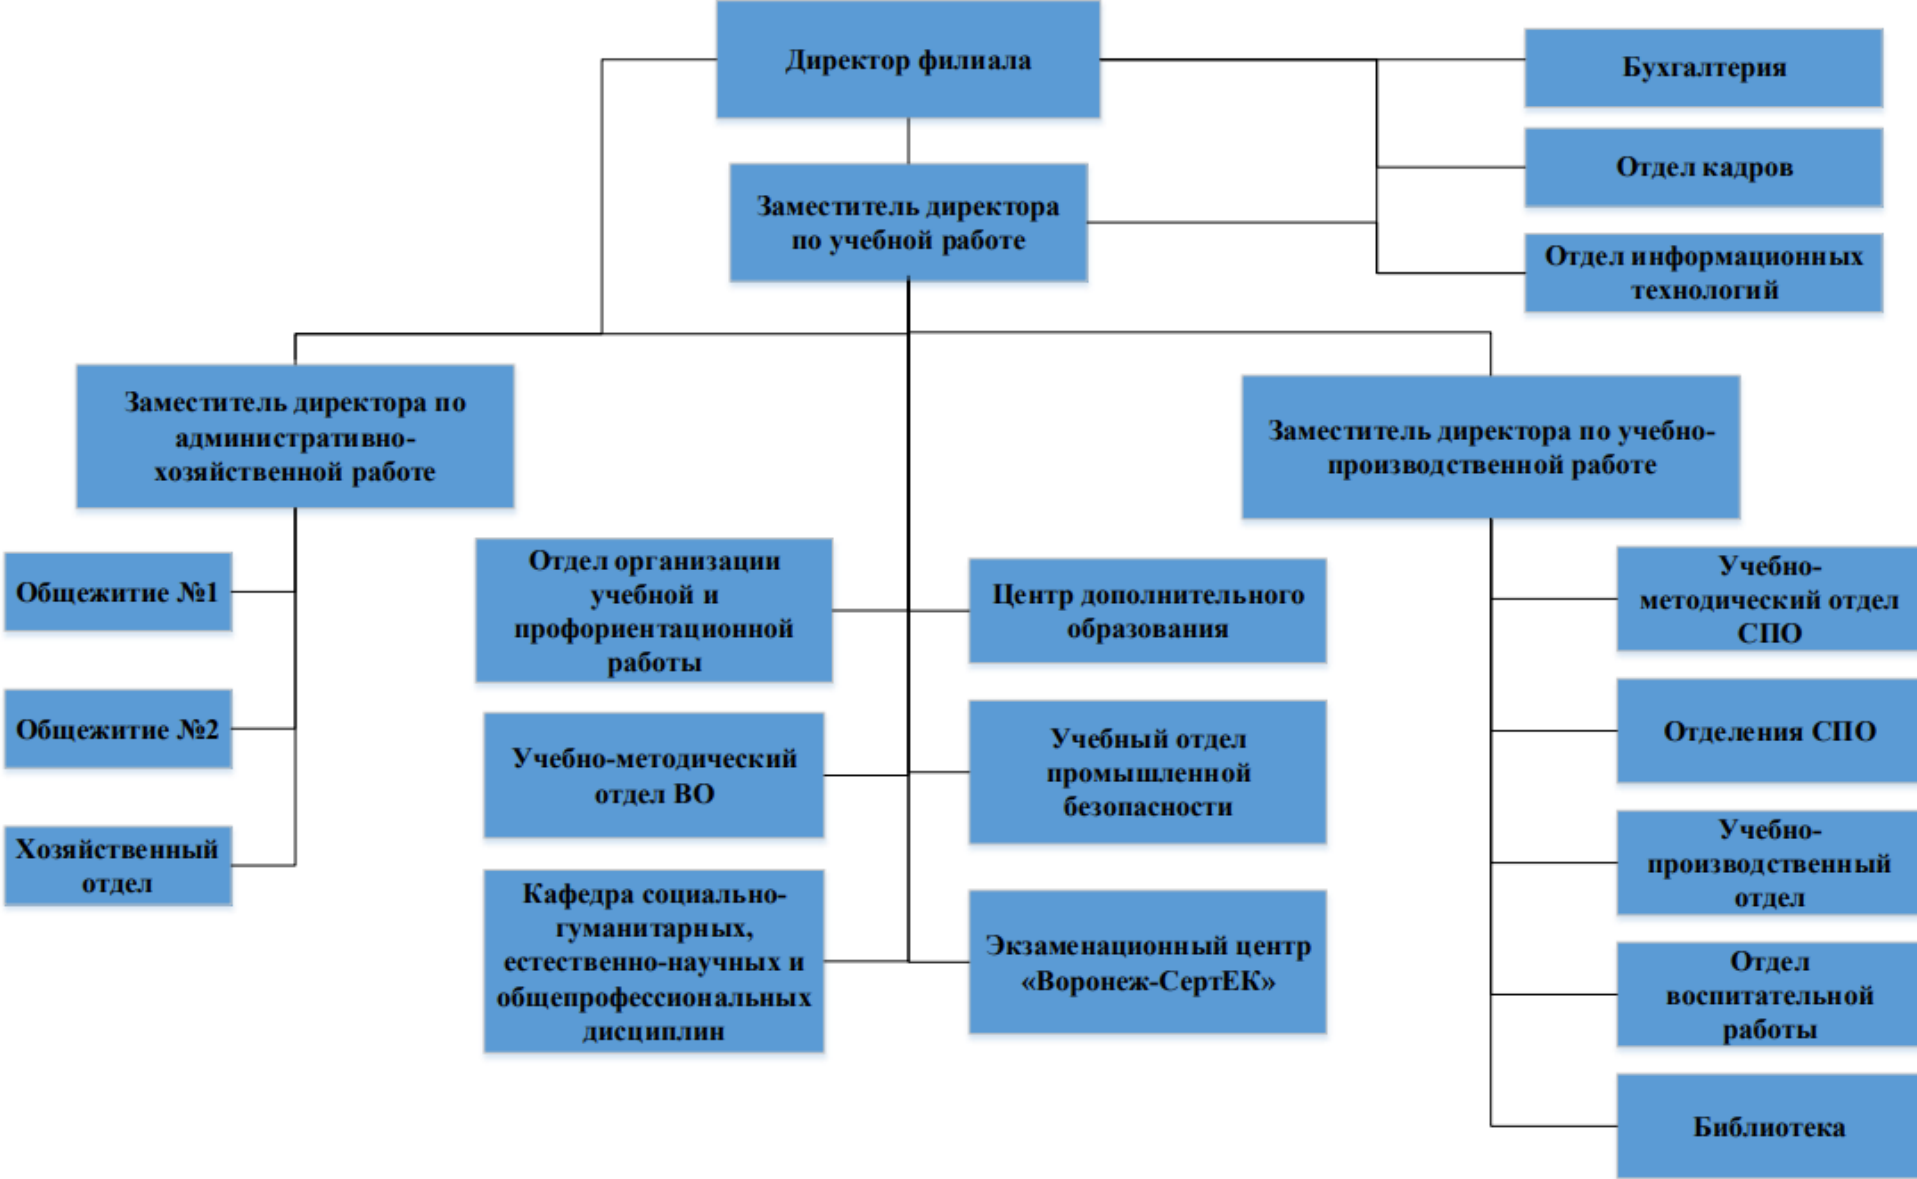 Директор филиала
Бухгалтерия
Отдел кадров
Заместитель директора
по учебной работе
Отдел информационных
технологий
Заместитель директора по
административно-
хозяйственной работе
Заместитель директора по учебно-
производственной работе
Общежитие №1
Общежитие №2
Хозяйственный
отдел
Отдел организации
учебной и
профориентационной
работы
Учебно-методический
отдел ВО
Кафедра социально-
гуманитарных,
естественно-научных и
общепрофессиональных
дисциплин
Центр дополнительного
образования
Учебный отдел
промышленной
безопасности
Экзаменационный центр
«Воронеж-СертЕК»
Учебно-
методический отдел
СПО
Отделения СПО
Учебно-
производственный
отдел
Отдел
воспитательной
работы
Библиотека